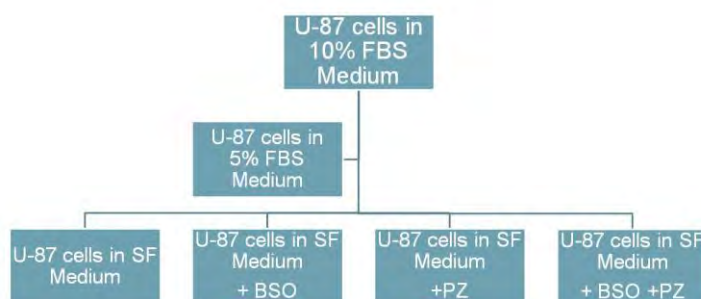 U-87 cells in
10% FBS
Medium
U-87 cells in
5% FBS
Medium
U-87 cells in SF
Medium
U-87 cells in SF
Medium
+ BSO
U-87 cells in SF
Medium
+PZ
U-87 cells in SF
Medium
+ BSO +PZ